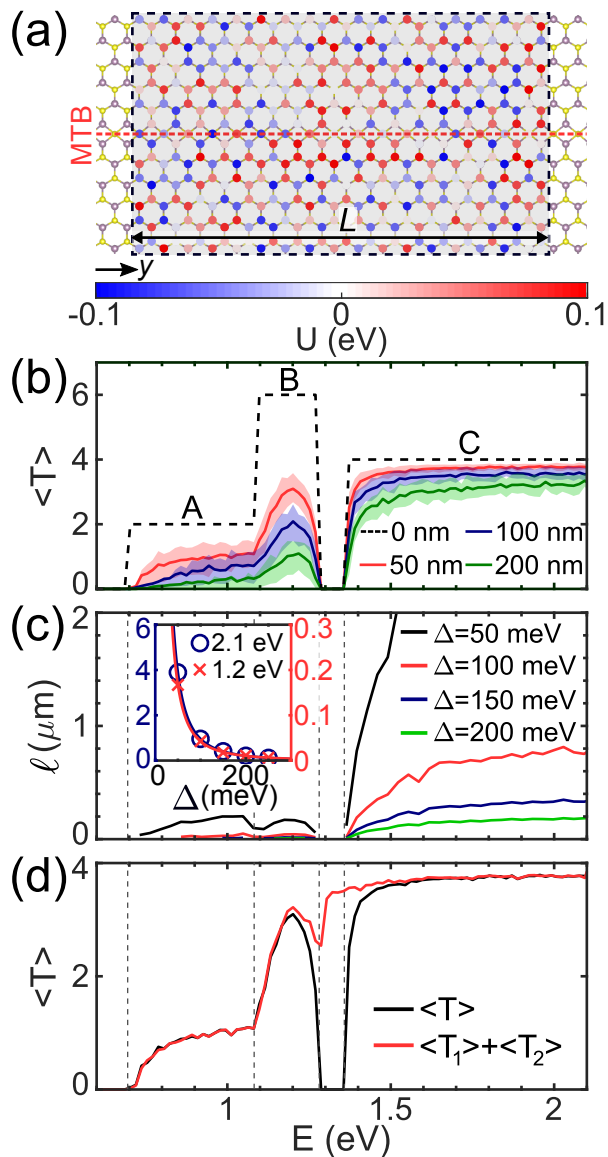 (a)
MTB
L
y
-0.1 0 0.1
U (eV)
(b)
<T>
6
4
2
0
A
B
C
0 nm 100 nm
50 nm 200 nm
(c)
ℓ (μm)
2
1
0
6
4
2
0
0.3
0.2
0.1
0
2.1 eV
1.2 eV
0 200
Δ(meV)
Δ=50 meV
Δ=100 meV
Δ=150 meV
Δ=200 meV
(d)
<T>
4
2
0
<T>
<T₁>+<T₂>
1 1.5 2
E (eV)